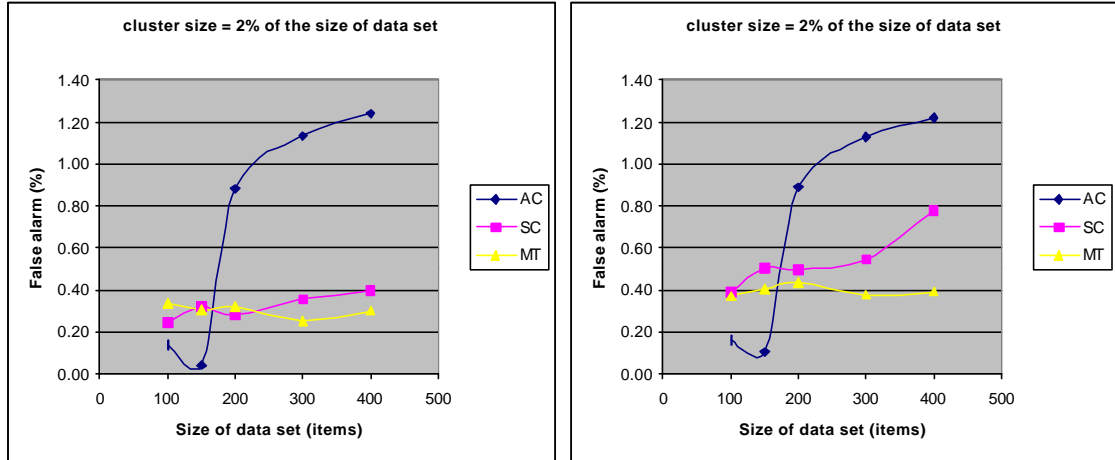 cluster size = 2% of the size of data set
1.40
1.20
1.00
0.80
0.60
0.40
0.20
0.00
0 100 200 300 400 500
False alarm (%)
Size of data set (items)
AC
SC
MT
cluster size = 2% of the size of data set
1.40
1.20
1.00
0.80
0.60
0.40
0.20
0.00
0 100 200 300 400 500
False alarm (%)
Size of data set (items)
AC
SC
MT